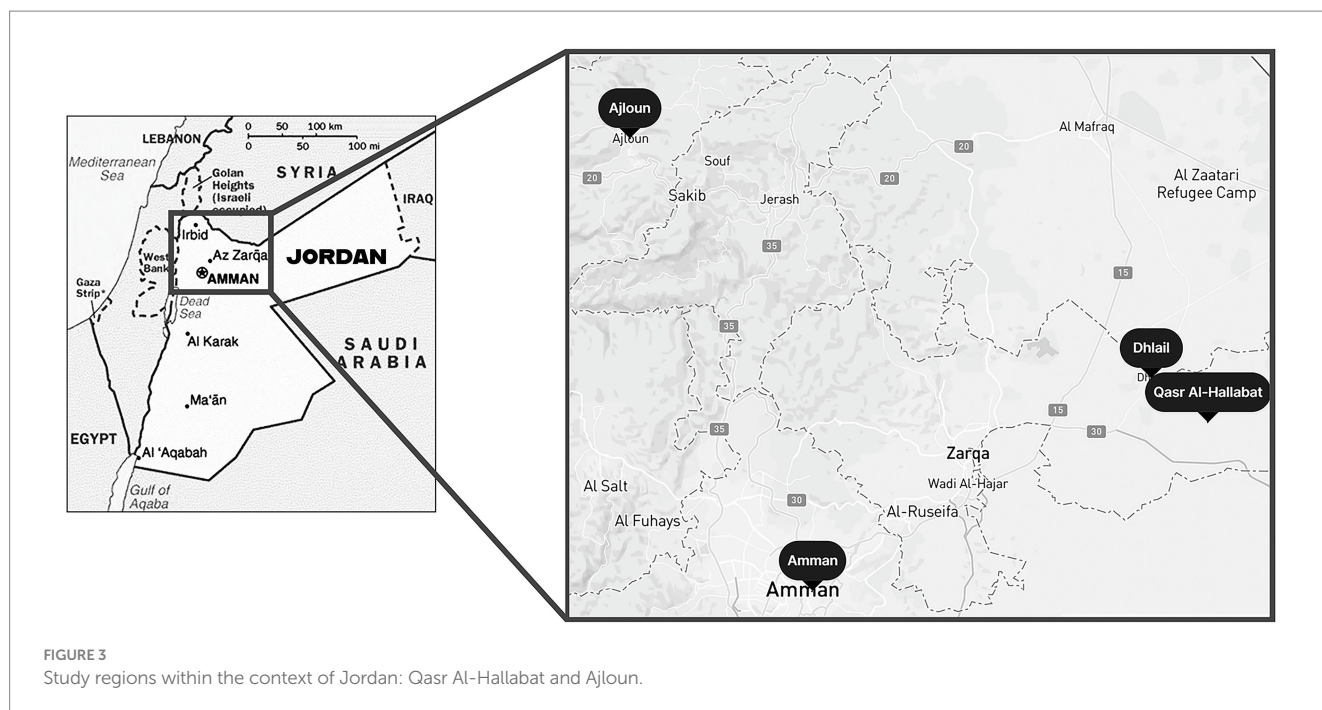 LEBANON
0 50 100 km
0 50 100 mi
Mediterranean
Sea
SYRIA
Golan
Heights
(Israeli
occupied)
IRAQ
Irbid
West
Bank
Az Zarqa
AMMAN
JORDAN
Gaza
Strip*
Dead
Sea
Al Karak
SAUDI
ARABIA
Ma'ān
EGYPT
Al 'Aqabah
Gulf of
Aqaba
Ajloun
Ajloun
20
Souf
Sakib
Jerash
20
20
Al Mafraq
Al Zaatari
Refugee Camp
35
15
35
Dhlail
Qasr Al-Hallabat
15
30
35
Zarqa
Wadi Al-Hajar
Al Salt
30
Al-Ruseifa
Al Fuhays
Amman
Amman
FIGURE 3
Study regions within the context of Jordan: Qasr Al-Hallabat and Ajloun.